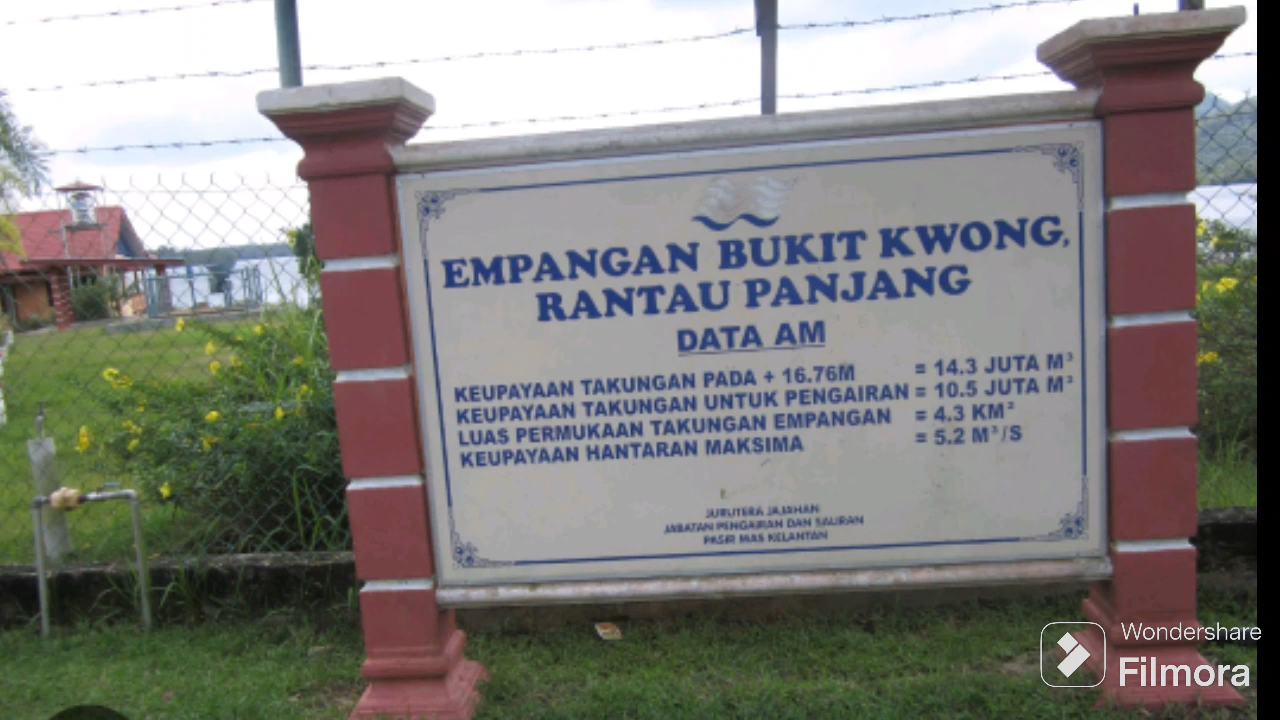 EMPANGAN BUKIT KWONG,
RANTAU PANJANG
DATA AM
KEUPAYAAN TAKUNGAN PADA + 16.76M = 14.3 JUTA M³
KEUPAYAAN TAKUNGAN UNTUK PENGAIRAN = 10.5 JUTA M³
LUAS PERMUKAAN TAKUNGAN EMPANGAN = 4.3 KM²
KEUPAYAAN HANTARAN MAKSIMA = 5.2 M³/S
JURUTERA JAJAHAN
JABATAN PENGAIRAN DAN SALIRAN
PASIR MAS KELANTAN
Wondershare
Filmora